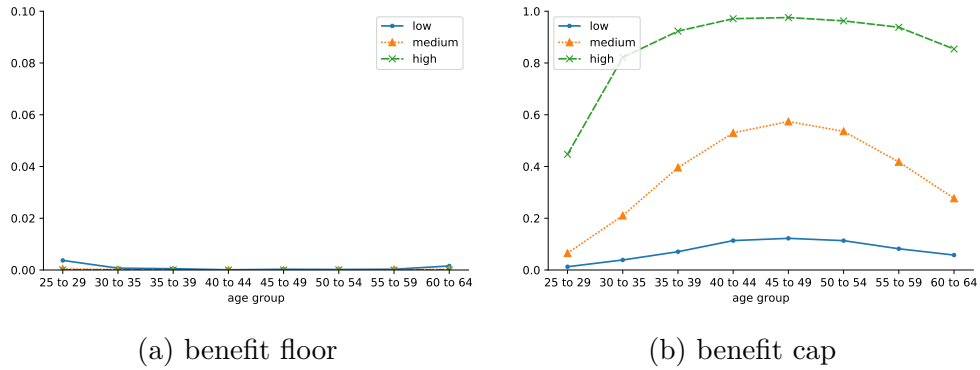 0.10
0.08
0.06
0.04
0.02
0.00
25 to 29 30 to 35 35 to 39 40 to 44 45 to 49 50 to 54 55 to 59 60 to 64
age group
low
medium
high
(a) benefit floor
1.0
0.8
0.6
0.4
0.2
0.0
25 to 29 30 to 35 35 to 39 40 to 44 45 to 49 50 to 54 55 to 59 60 to 64
age group
low
medium
high
(b) benefit cap